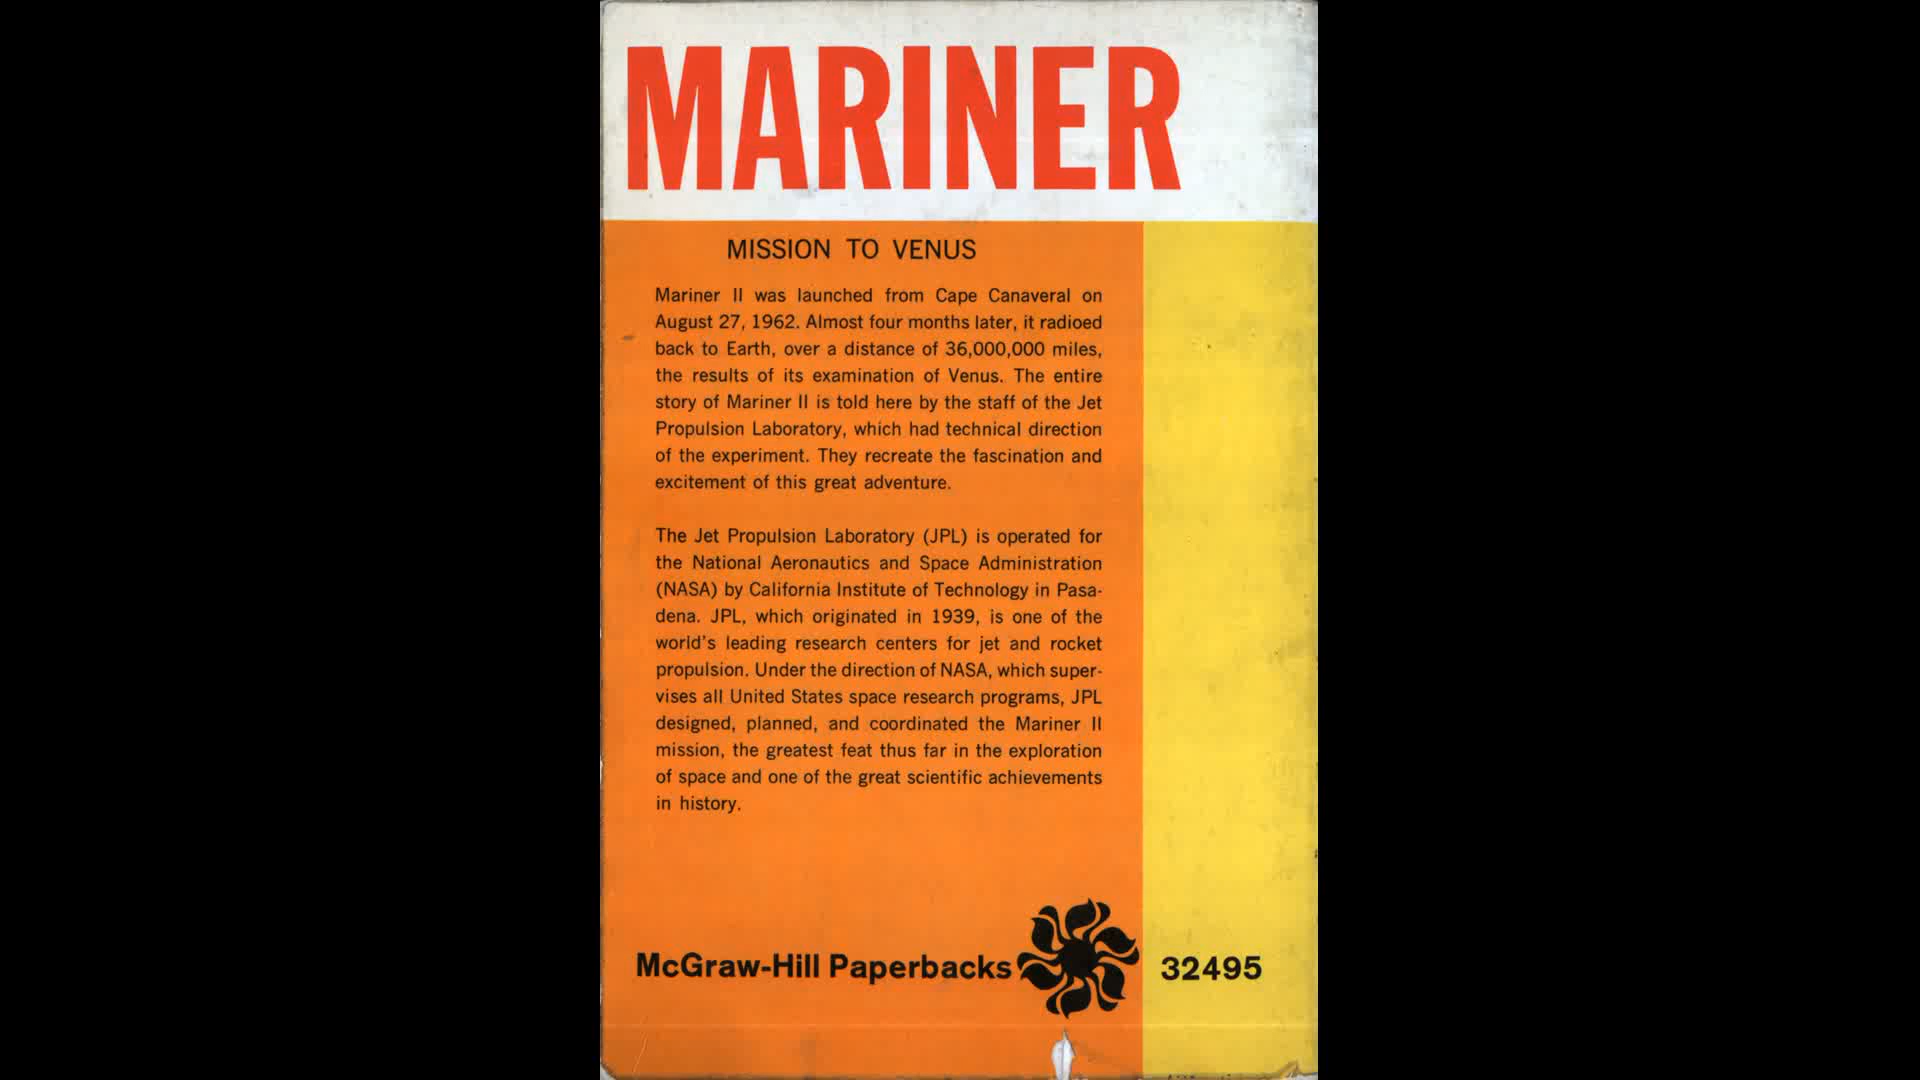 MARINER
MISSION TO VENUS
Mariner II was launched from Cape Canaveral on
August 27, 1962. Almost four months later, it radioed
back to Earth, over a distance of 36,000,000 miles,
the results of its examination of Venus. The entire
story of Mariner II is told here by the staff of the Jet
Propulsion Laboratory, which had technical direction
of the experiment. They recreate the fascination and
excitement of this great adventure.
The Jet Propulsion Laboratory (JPL) is operated for
the National Aeronautics and Space Administration
(NASA) by California Institute of Technology in Pasa-
dena. JPL, which originated in 1939, is one of the
world's leading research centers for jet and rocket
propulsion. Under the direction of NASA, which super-
vises all United States space research programs, JPL
designed, planned, and coordinated the Mariner II
mission, the greatest feat thus far in the exploration
of space and one of the great scientific achievements
in history.
McGraw-Hill Paperbacks 32495